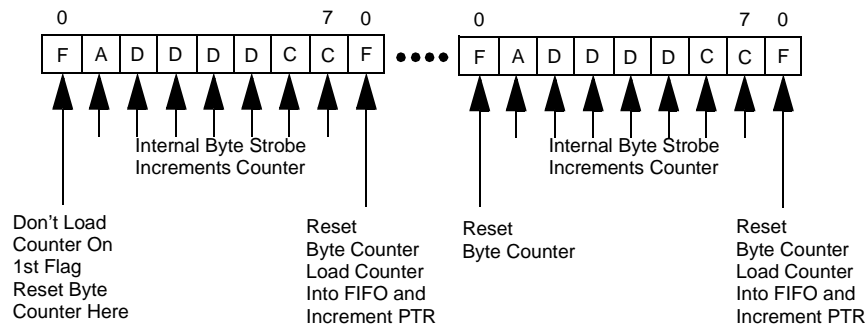 0 7 0 0 7 0
F A D D D D C C F F A D D D D C C F
Internal Byte Strobe
Increments Counter
Internal Byte Strobe
Increments Counter
Don't Load
Counter On
1st Flag
Reset Byte
Counter Here
Reset
Byte Counter
Load Counter
Into FIFO and
Increment PTR
Reset
Byte Counter
Reset
Byte Counter
Load Counter
Into FIFO and
Increment PTR